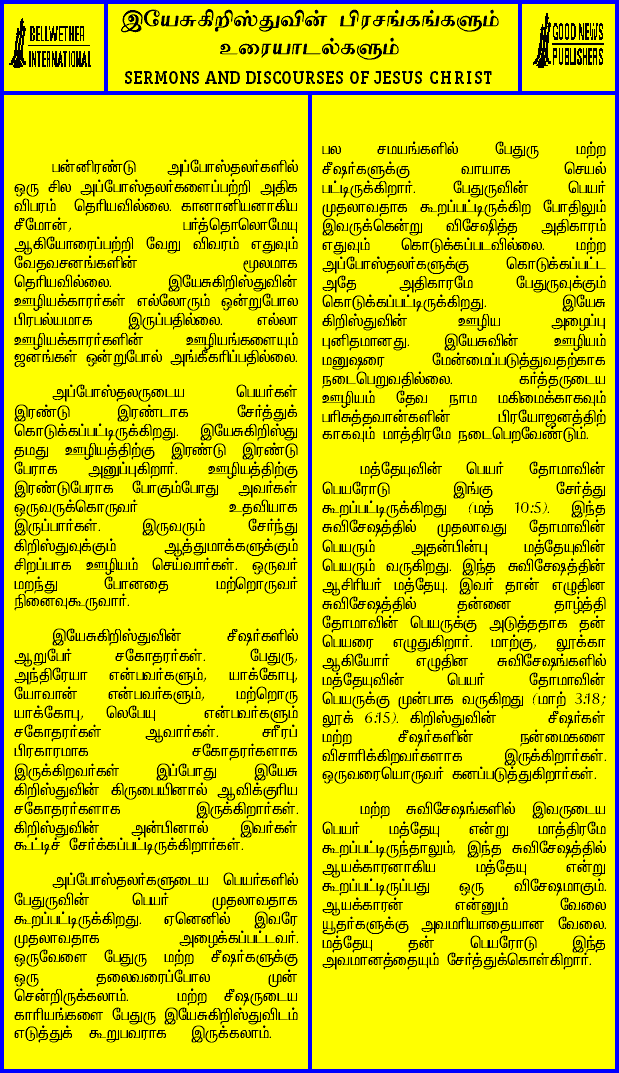 BELLWETHER
INTERNATIONAL
இயேசுகிறிஸ்துவின் பிரசங்கங்களும்
உரையாடல்களும்
SERMONS AND DISCOURSES OF JESUS CHRIST
GOOD NEWS
PUBLISHERS
பன்னிரண்டு அப்போஸ்தலர்களில்
ஒரு சில அப்போஸ்தலர்களைப்பற்றி அதிக
விபரம் தெரியவில்லை. கானானியனாகிய
சீமோன், பர்த்தொலொமேயு
ஆகியோரைப்பற்றி வேறு விவரம் எதுவும்
வேதவசனங்களின் மூலமாக
தெரியவில்லை. இயேசுகிறிஸ்துவின்
ஊழியக்காரர்கள் எல்லோரும் ஒன்றுபோல
பிரபல்யமாக இருப்பதில்லை. எல்லா
ஊழியக்காரர்களின் ஊழியங்களையும்
ஜனங்கள் ஒன்றுபோல் அங்கீகரிப்பதில்லை.
அப்போஸ்தலருடைய பெயர்கள்
இரண்டு இரண்டாக சேர்த்துக்
கொடுக்கப்பட்டிருக்கிறது. இயேசுகிறிஸ்து
தமது ஊழியத்திற்கு இரண்டு இரண்டு
பேராக அனுப்புகிறார். ஊழியத்திற்கு
இரண்டுபேராக போகும்போது அவர்கள்
ஒருவருக்கொருவர் உதவியாக
இருப்பார்கள். இருவரும் சேர்ந்து
கிறிஸ்துவுக்கும் ஆத்துமாக்களுக்கும்
சிறப்பாக ஊழியம் செய்வார்கள். ஒருவர்
மறந்து போனதை மற்றொருவர்
நினைவுகூருவார்.
இயேசுகிறிஸ்துவின் சீஷர்களில்
ஆறுபேர் சகோதரர்கள். பேதுரு,
அந்திரேயா என்பவர்களும், யாக்கோபு,
யோவான் என்பவர்களும், மற்றொரு
யாக்கோபு, லெபேயு என்பவர்களும்
சகோதரர்கள் ஆவார்கள். சரீரப்
பிரகாரமாக சகோதரர்களாக
இருக்கிறவர்கள் இப்போது இயேசு
கிறிஸ்துவின் கிருபையினால் ஆவிக்குரிய
சகோதரர்களாக இருக்கிறார்கள்.
கிறிஸ்துவின் அன்பினால் இவர்கள்
கூட்டிச் சேர்க்கப்பட்டிருக்கிறார்கள்.
அப்போஸ்தலர்களுடைய பெயர்களில்
பேதுருவின் பெயர் முதலாவதாக
கூறப்பட்டிருக்கிறது. ஏனெனில் இவரே
முதலாவதாக அழைக்கப்பட்டவர்.
ஒருவேளை பேதுரு மற்ற சீஷர்களுக்கு
ஒரு தலைவரைப்போல முன்
சென்றிருக்கலாம். மற்ற சீஷருடைய
காரியங்களை பேதுரு இயேசுகிறிஸ்துவிடம்
எடுத்துக் கூறுபவராக இருக்கலாம்.
பல சமயங்களில் பேதுரு மற்ற
சீஷர்களுக்கு வாயாக செயல்
பட்டிருக்கிறார். பேதுருவின் பெயர்
முதலாவதாக கூறப்பட்டிருக்கிற போதிலும்
இவருக்கென்று விசேஷித்த அதிகாரம்
எதுவும் கொடுக்கப்படவில்லை. மற்ற
அப்போஸ்தலர்களுக்கு கொடுக்கப்பட்ட
அதே அதிகாரமே பேதுருவுக்கும்
கொடுக்கப்பட்டிருக்கிறது. இயேசு
கிறிஸ்துவின் ஊழிய அழைப்பு
புனிதமானது. இயேசுவின் ஊழியம்
மனுஷரை மேன்மைப்படுத்துவதற்காக
நடைபெறுவதில்லை. கர்த்தருடைய
ஊழியம் தேவ நாம மகிமைக்காகவும்
பரிசுத்தவான்களின் பிரயோஜனத்திற்
காகவும் மாத்திரமே நடைபெறவேண்டும்.
மத்தேயுவின் பெயர் தோமாவின்
பெயரோடு இங்கு சேர்த்து
கூறப்பட்டிருக்கிறது (மத் 10:5). இந்த
சுவிசேஷத்தில் முதலாவது தோமாவின்
பெயரும் அதன்பின்பு மத்தேயுவின்
பெயரும் வருகிறது. இந்த சுவிசேஷத்தின்
ஆசிரியர் மத்தேயு. இவர் தான் எழுதின
சுவிசேஷத்தில் தன்னை தாழ்த்தி
தோமாவின் பெயருக்கு அடுத்ததாக தன்
பெயரை எழுதுகிறார். மாற்கு, லூக்கா
ஆகியோர் எழுதின சுவிசேஷங்களில்
மத்தேயுவின் பெயர் தோமாவின்
பெயருக்கு முன்பாக வருகிறது (மாற் 3:18;
லூக் 6:15). கிறிஸ்துவின் சீஷர்கள்
மற்ற சீஷர்களின் நன்மைகளை
விசாரிக்கிறவர்களாக இருக்கிறார்கள்.
ஒருவரையொருவர் கனப்படுத்துகிறார்கள்.
மற்ற சுவிசேஷங்களில் இவருடைய
பெயர் மத்தேயு என்று மாத்திரமே
கூறப்பட்டிருந்தாலும், இந்த சுவிசேஷத்தில்
ஆயக்காரனாகிய மத்தேயு என்று
கூறப்பட்டிருப்பது ஒரு விசேஷமாகும்.
ஆயக்காரன் என்னும் வேலை
யூதர்களுக்கு அவமரியாதையான வேலை.
மத்தேயு தன் பெயரோடு இந்த
அவமானத்தையும் சேர்த்துக்கொள்கிறார்.